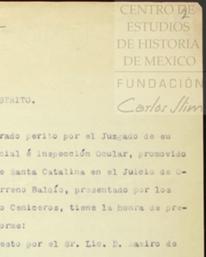 2
CENTRO DE
ESTUDIOS
DE HISTORIA
DE MEXICO
FUNDACIÓN
Carlos Slim
STRITO.
rado perito por el Juzgado de su
cial é Inspección Ocular, promovido
e Santa Catalina en el Juicio de O-
rreno Baldío, presentado por los
o Ceniceros, tiene la honra de pre-
orme:
esto por el Sr. Lic. D. Ramiro de